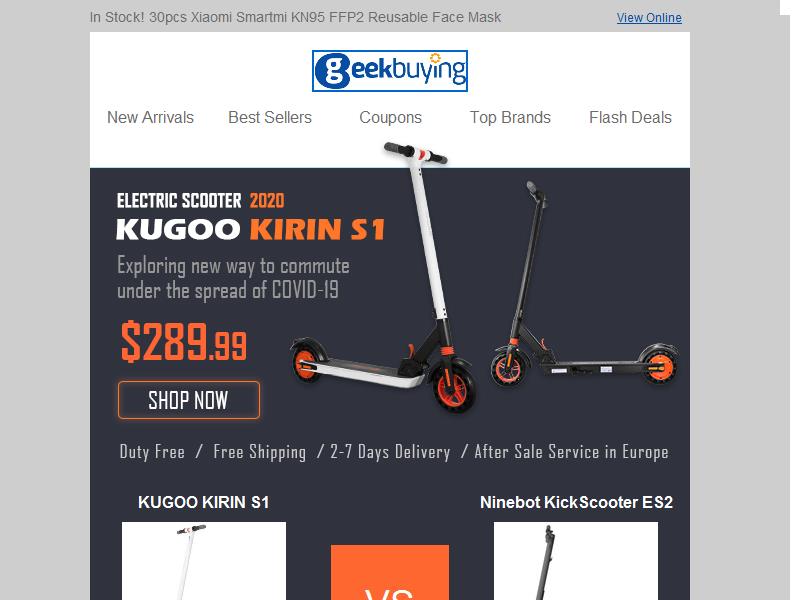 In Stock! 30pcs Xiaomi Smartmi KN95 FFP2 Reusable Face Mask
View Online
geekbuying
New Arrivals Best Sellers Coupons Top Brands Flash Deals
ELECTRIC SCOOTER 2020
KUGOO KIRIN S1
Exploring new way to commute
under the spread of COVID-19
$289.99
SHOP NOW
Duty Free / Free Shipping / 2-7 Days Delivery / After Sale Service in Europe
KUGOO KIRIN S1
Ninebot KickScooter ES2
VS